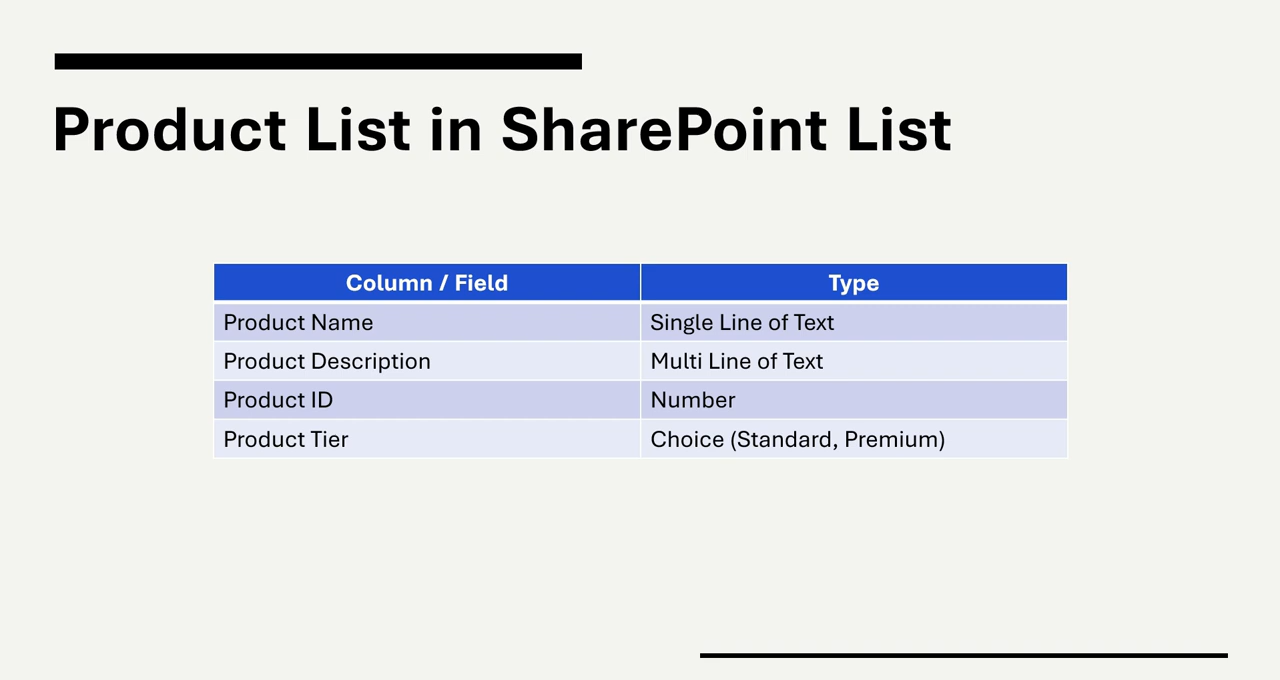 Product List in SharePoint List
Column / Field Type
Product Name Single Line of Text
Product Description Multi Line of Text
Product ID Number
Product Tier Choice (Standard, Premium)